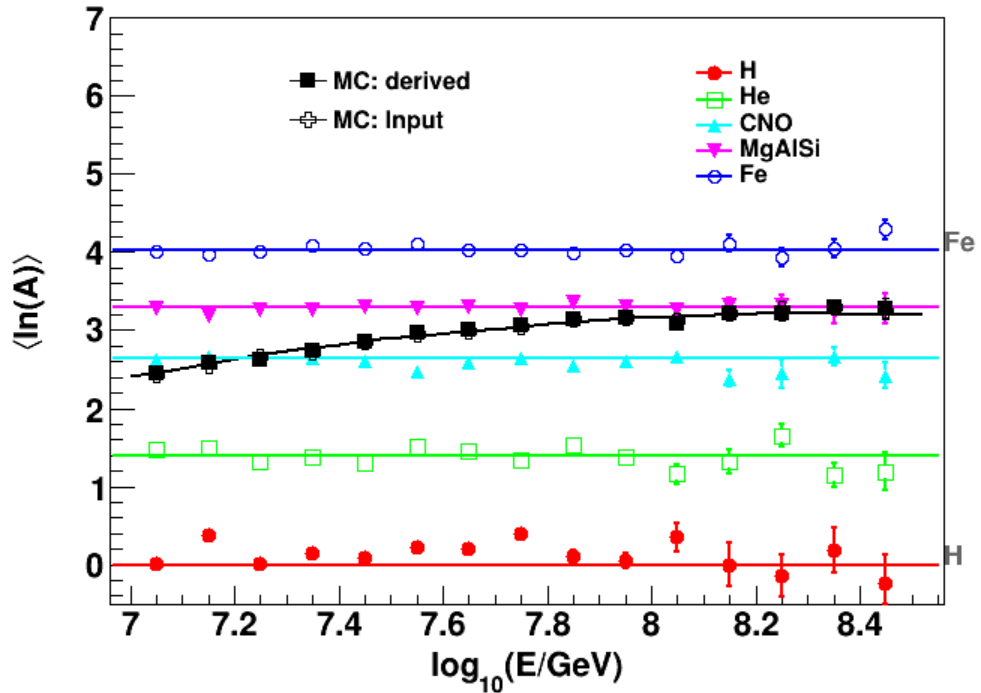 7
6
5
4
3
2
1
0
⟨ln(A)⟩
MC: derived
MC: Input
H
He
CNO
MgAlSi
Fe
Fe
H
7 7.2 7.4 7.6 7.8 8 8.2 8.4
log₁₀(E/GeV)